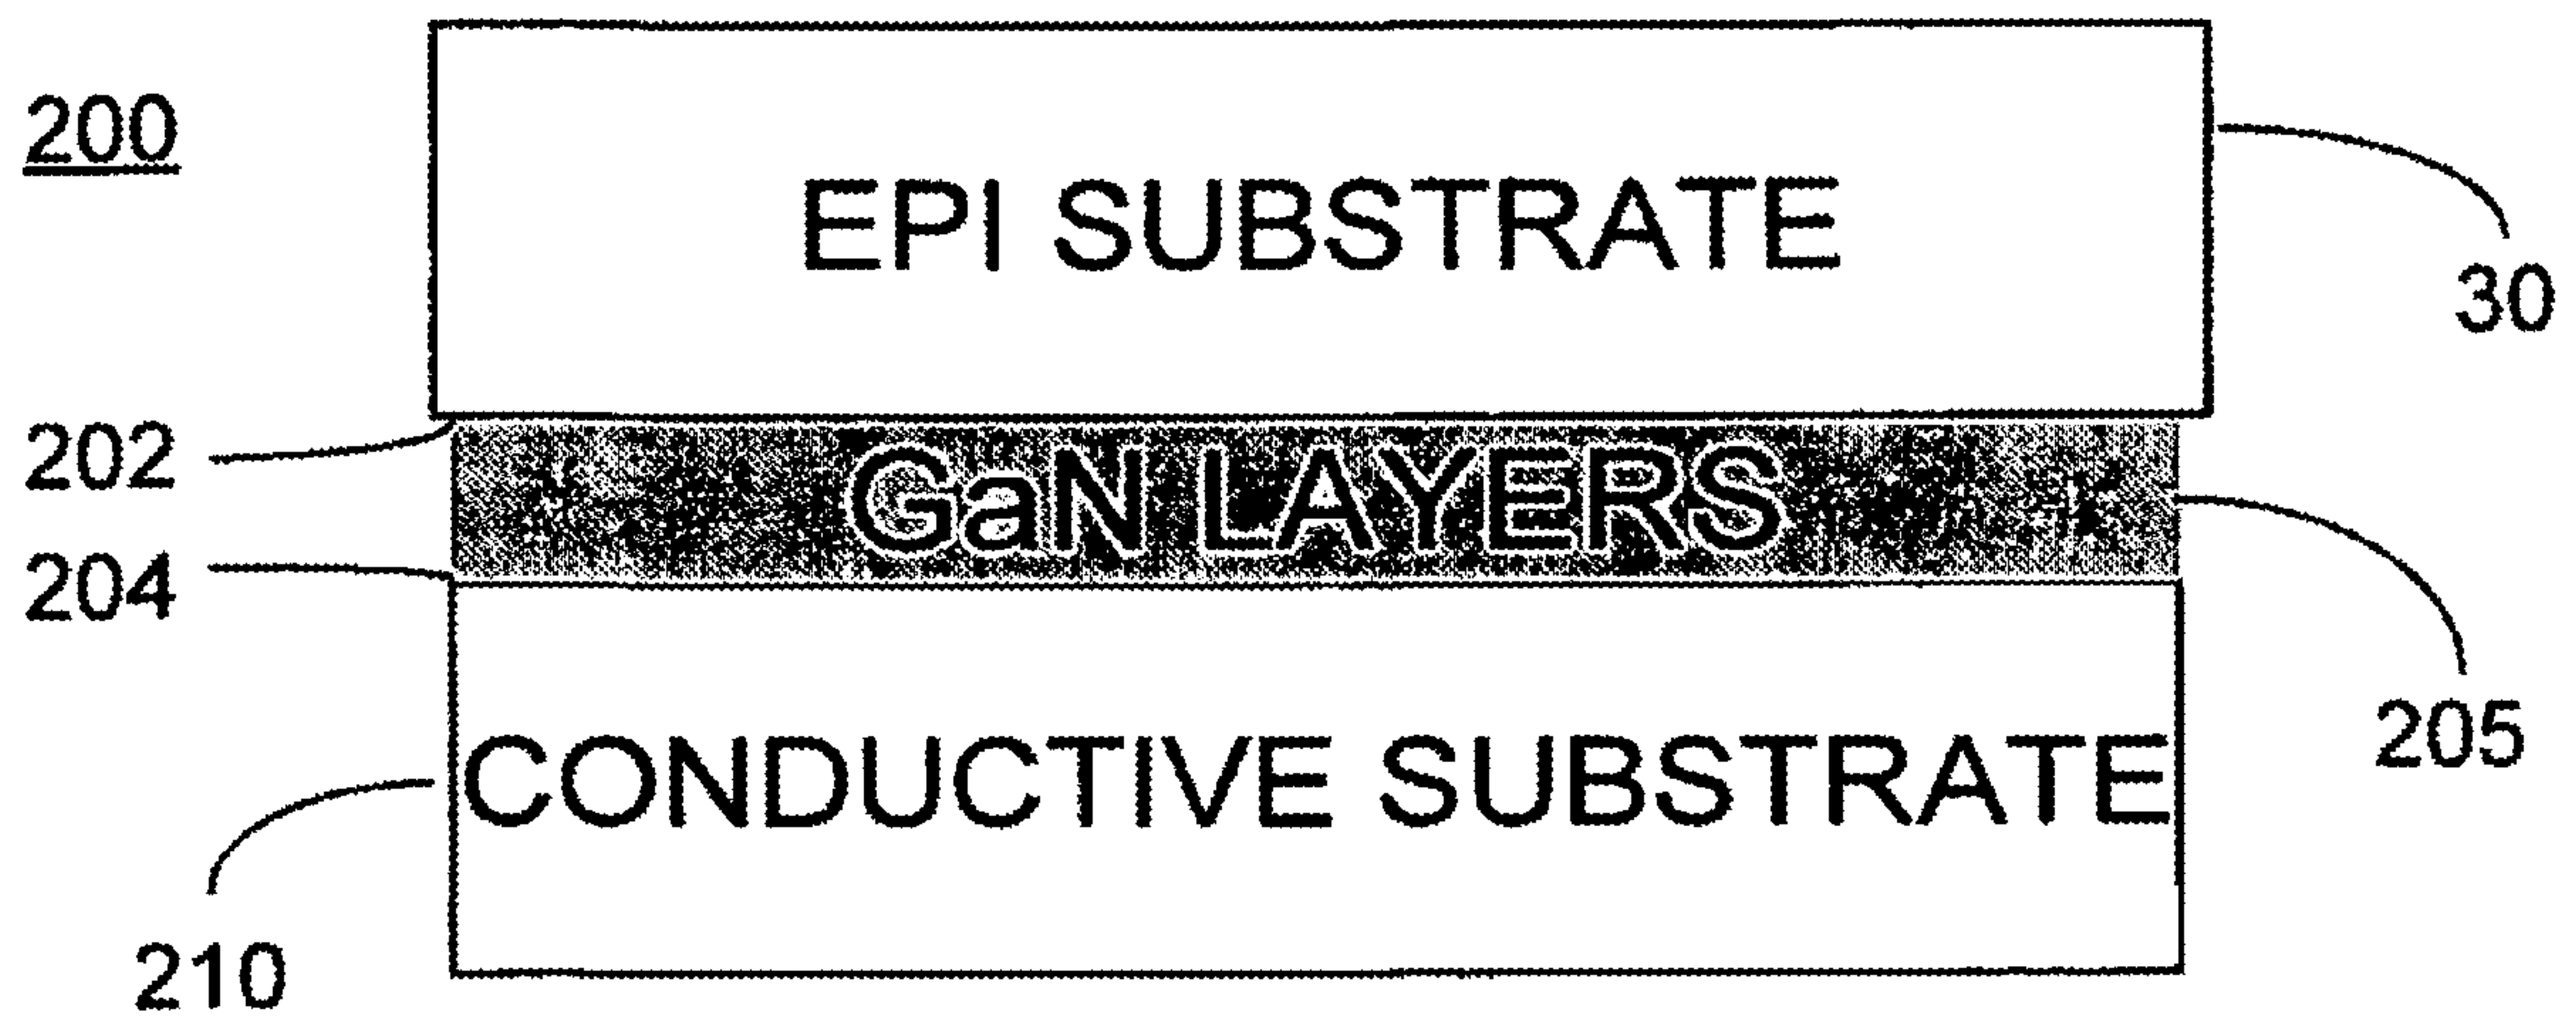 200
EPI SUBSTRATE
30
202
GaN LAYERS
204
205
CONDUCTIVE SUBSTRATE
210